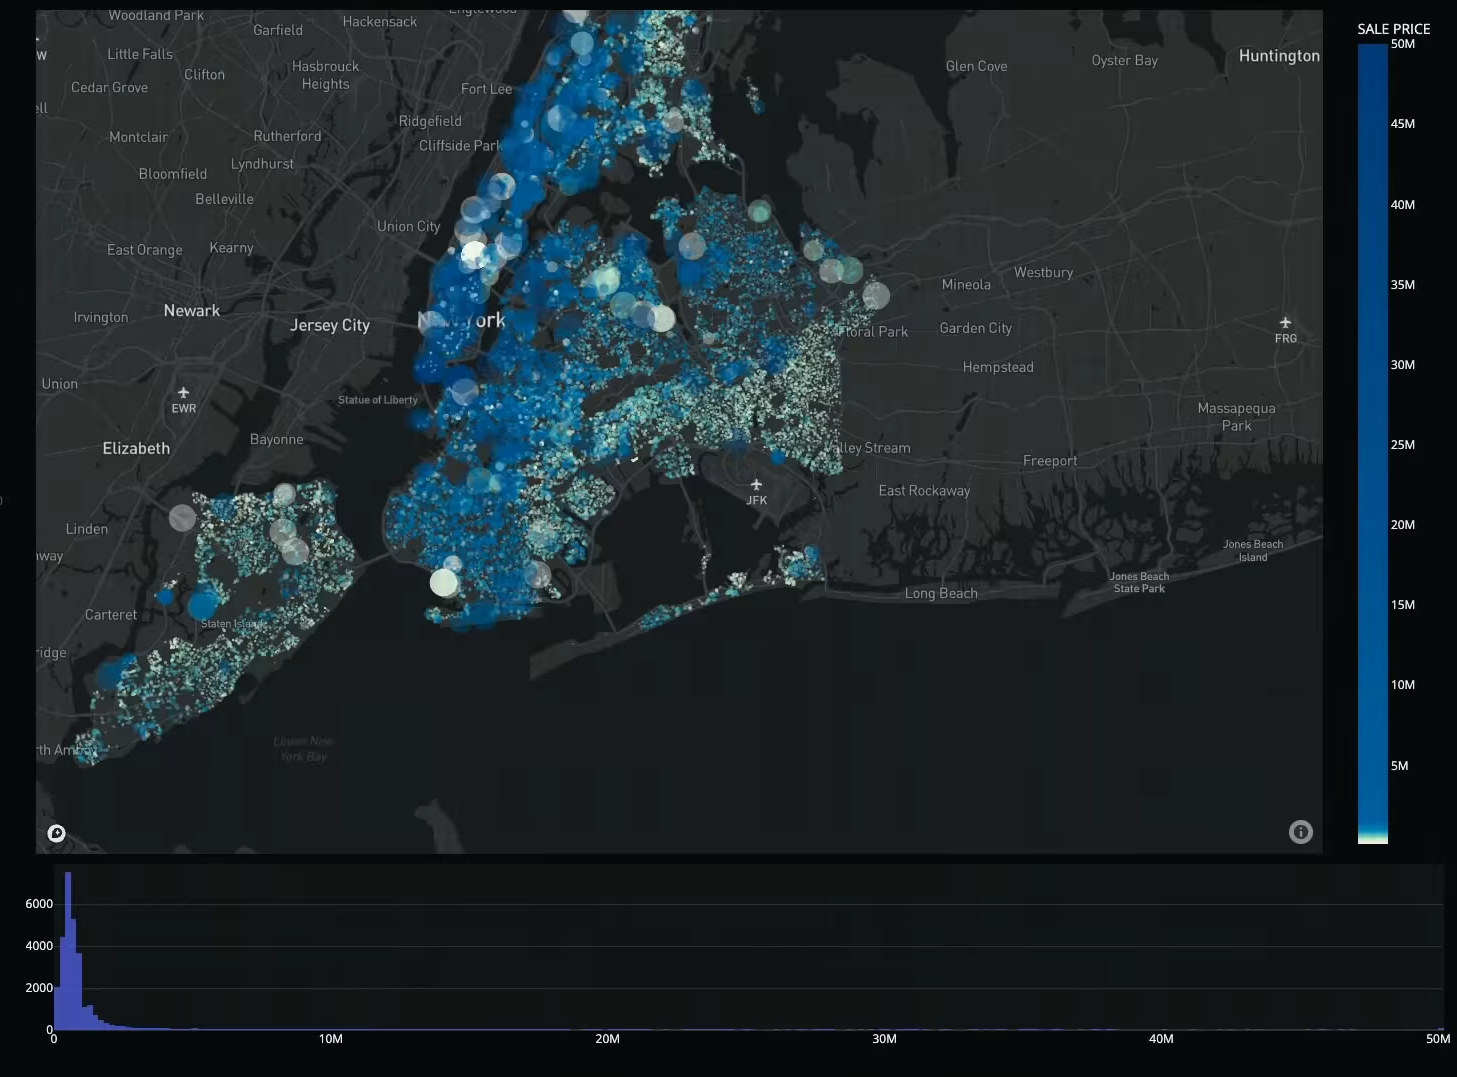 Woodland Park
Hackensack
Englewood
Garfield
Little Falls
Hasbrouck
Heights
Clifton
Cedar Grove
Fort Lee
ell
Ridgefield
Montclair
Rutherford
Cliffside Park
Lyndhurst
Bloomfield
Belleville
Union City
East Orange
Kearny
Newark
Irvington
Jersey City
N
ork
Union
EWR
Statue of Liberty
Bayonne
Elizabeth
Linden
way
Carteret
Staten Island
ridge
rth Amboy
Lower New
York Bay
Glen Cove
Oyster Bay
Huntington
Westbury
Mineola
Floral Park
Garden City
FRG
Hempstead
Massapequa
Park
Valley Stream
Freeport
JFK
East Rockaway
Jones Beach
Island
Jones Beach
State Park
Long Beach
SALE PRICE
50M
45M
40M
35M
30M
25M
20M
15M
10M
5M
6000
4000
2000
0
0
10M
20M
30M
40M
50M